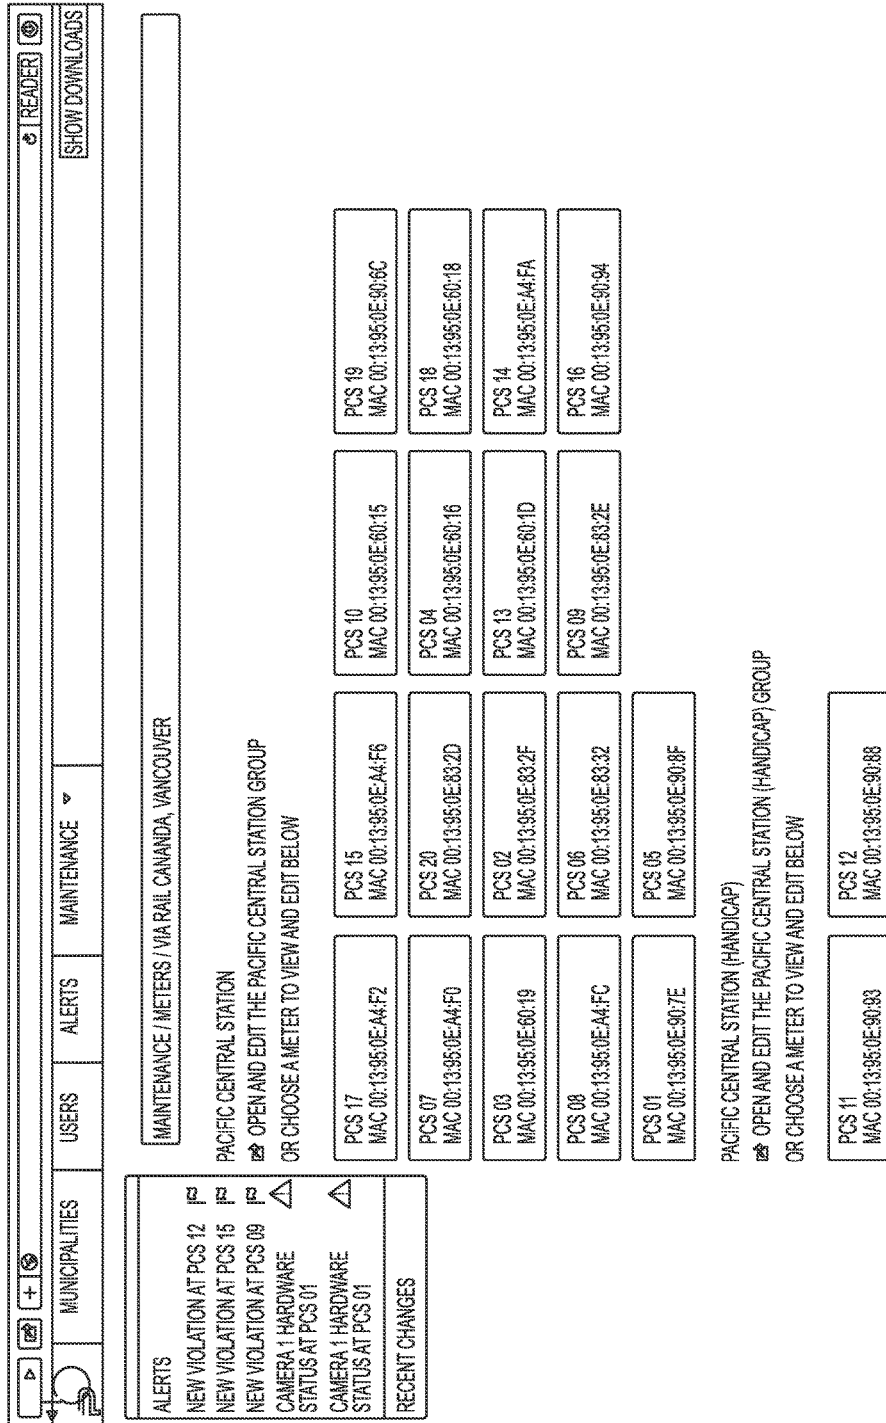 READER
MUNICIPALITIES
USERS
ALERTS
MAINTENANCE
SHOW DOWNLOADS
ALERTS
NEW VIOLATION AT PCS 12
NEW VIOLATION AT PCS 15
NEW VIOLATION AT PCS 09
CAMERA 1 HARDWARE
STATUS AT PCS 01
CAMERA 1 HARDWARE
STATUS AT PCS 01
RECENT CHANGES
MAINTENANCE / METERS / VIA RAIL CANANDA, VANCOUVER
PACIFIC CENTRAL STATION
OPEN AND EDIT THE PACIFIC CENTRAL STATION GROUP
OR CHOOSE A METER TO VIEW AND EDIT BELOW
PCS 17
MAC 00:13:95:0E:A4:F2
PCS 15
MAC 00:13:95:0E:A4:F6
PCS 10
MAC 00:13:95:0E:60:15
PCS 19
MAC 00:13:95:0E:90:6C
PCS 07
MAC 00:13:95:0E:A4:F0
PCS 20
MAC 00:13:95:0E:83:2D
PCS 04
MAC 00:13:95:0E:60:16
PCS 18
MAC 00:13:95:0E:60:18
PCS 03
MAC 00:13:95:0E:60:19
PCS 02
MAC 00:13:95:0E:83:2F
PCS 13
MAC 00:13:95:0E:60:1D
PCS 14
MAC 00:13:95:0E:A4:FA
PCS 08
MAC 00:13:95:0E:A4:FC
PCS 06
MAC 00:13:95:0E:83:32
PCS 09
MAC 00:13:95:0E:83:2E
PCS 16
MAC 00:13:95:0E:90:94
PCS 01
MAC 00:13:95:0E:90:7E
PCS 05
MAC 00:13:95:0E:90:8F
PACIFIC CENTRAL STATION (HANDICAP)
OPEN AND EDIT THE PACIFIC CENTRAL STATION (HANDICAP) GROUP
OR CHOOSE A METER TO VIEW AND EDIT BELOW
PCS 11
MAC 00:13:95:0E:90:93
PCS 12
MAC 00:13:95:0E:90:88